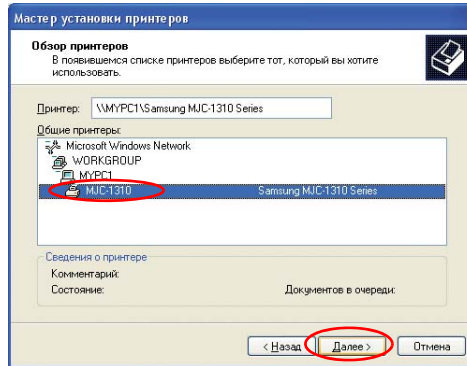 Мастер установки принтеров
Обзор принтеров
В появившемся списке принтеров выберите тот, который вы хотите
использовать.
Принтер: \\MYPC1\Samsung MJC-1310 Series
Общие принтеры:
Microsoft Windows Network
WORKGROUP
MYPC1
MJC-1310 Samsung MJC-1310 Series
Сведения о принтере
Комментарий:
Состояние: Документов в очереди:
< Назад Далее > Отмена